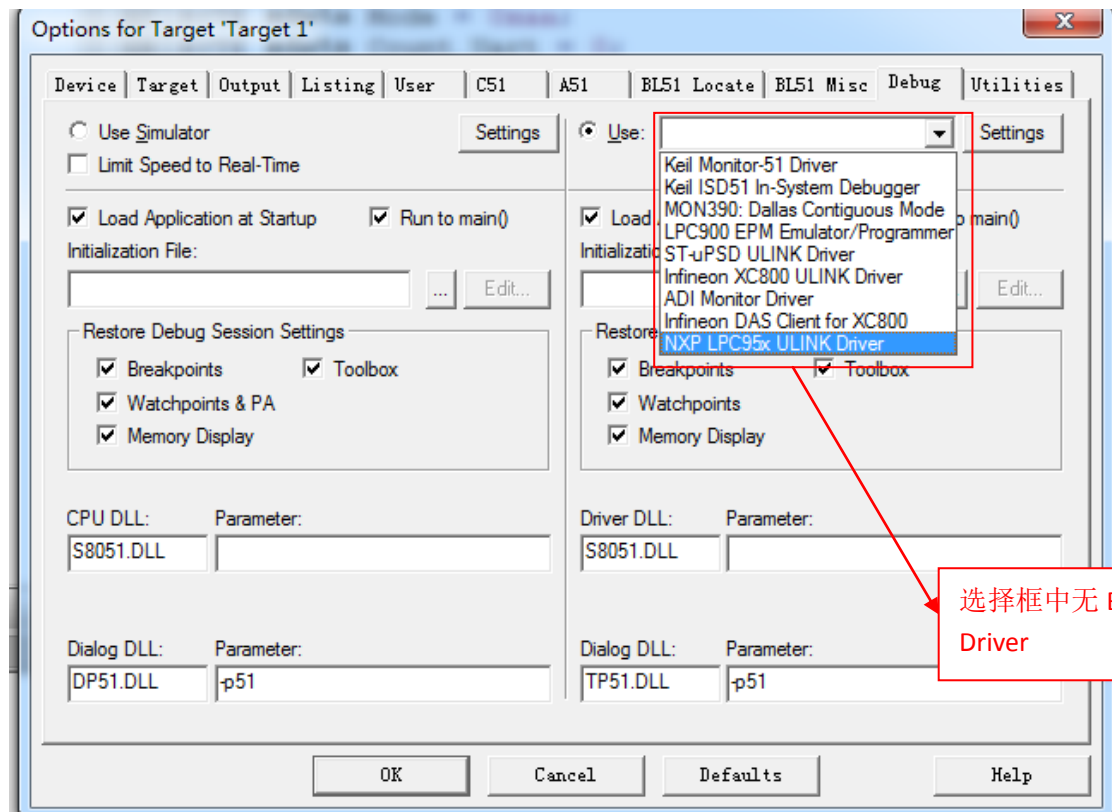 Options for Target 'Target 1'
Device Target Output Listing User C51 A51 BL51 Locate BL51 Misc Debug Utilities
Use Simulator
Settings
Limit Speed to Real-Time
Load Application at Startup
Run to main()
Initialization File:
...
Edit...
Restore Debug Session Settings
Breakpoints
Toolbox
Watchpoints & PA
Memory Display
CPU DLL:
Parameter:
S8051.DLL
Dialog DLL:
Parameter:
DP51.DLL
-p51
Use:
Settings
Keil Monitor-51 Driver
Keil ISD51 In-System Debugger
MON390: Dallas Contiguous Mode
LPC900 EPM Emulator/Programmer
ST-uPSD ULINK Driver
Infineon XC800 ULINK Driver
ADI Monitor Driver
Infineon DAS Client for XC800
NXP LPC95x ULINK Driver
Load
main()
Edit...
Restore
Breakpoints
Toolbox
Watchpoints
Memory Display
Driver DLL:
Parameter:
S8051.DLL
Dialog DLL:
Parameter:
TP51.DLL
-p51
选择框中无
Driver
OK
Cancel
Defaults
Help